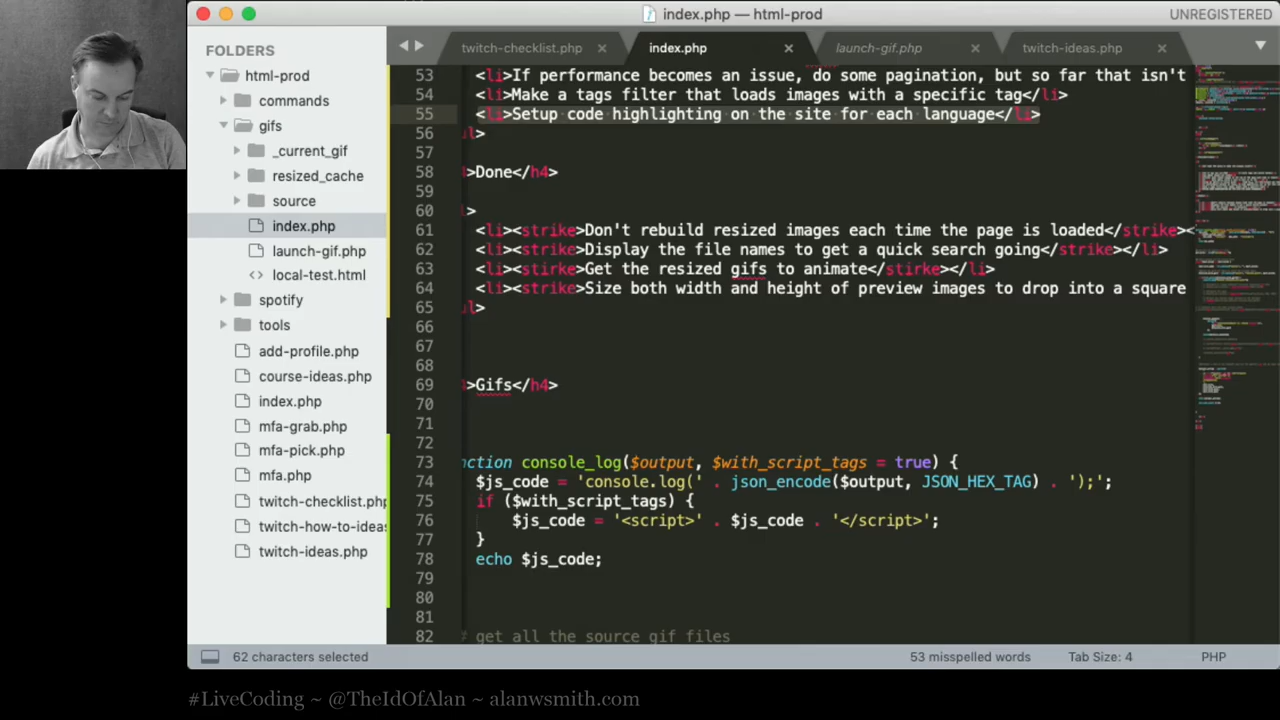 index.php — html-prod
UNREGISTERED
FOLDERS
html-prod
commands
gifs
_current_gif
resized_cache
source
index.php
launch-gif.php
local-test.html
spotify
tools
add-profile.php
course-ideas.php
index.php
mfa-grab.php
mfa-pick.php
mfa.php
twitch-checklist.php
twitch-how-to-ideas
twitch-ideas.php
twitch-checklist.php
index.php
launch-gif.php
twitch-ideas.php
53 <li>If performance becomes an issue, do some pagination, but so far that isn't
54 <li>Make a tags filter that loads images with a specific tag</li>
55 <li>Setup code highlighting on the site for each language</li>
56 ul>
57
58 >Done</h4>
59
60 l>
61 <li><strike>Don't rebuild resized images each time the page is loaded</strike><
62 <li><strike>Display the file names to get a quick search going</strike></li>
63 <li><stirke>Get the resized gifs to animate</stirke></li>
64 <li><strike>Size both width and height of preview images to drop into a square
65 ul>
66
67
68
69 >Gifs</h4>
70
71
72
73 nction console_log($output, $with_script_tags = true) {
74 $js_code = 'console.log(' . json_encode($output, JSON_HEX_TAG) . ');';
75 if ($with_script_tags) {
76 $js_code = '<script>' . $js_code . '</script>';
77 }
78 echo $js_code;
79
80
81
82 # get all the source gif files
62 characters selected
53 misspelled words
Tab Size: 4
PHP
#LiveCoding ~ @TheIdOfAlan ~ alanwsmith.com